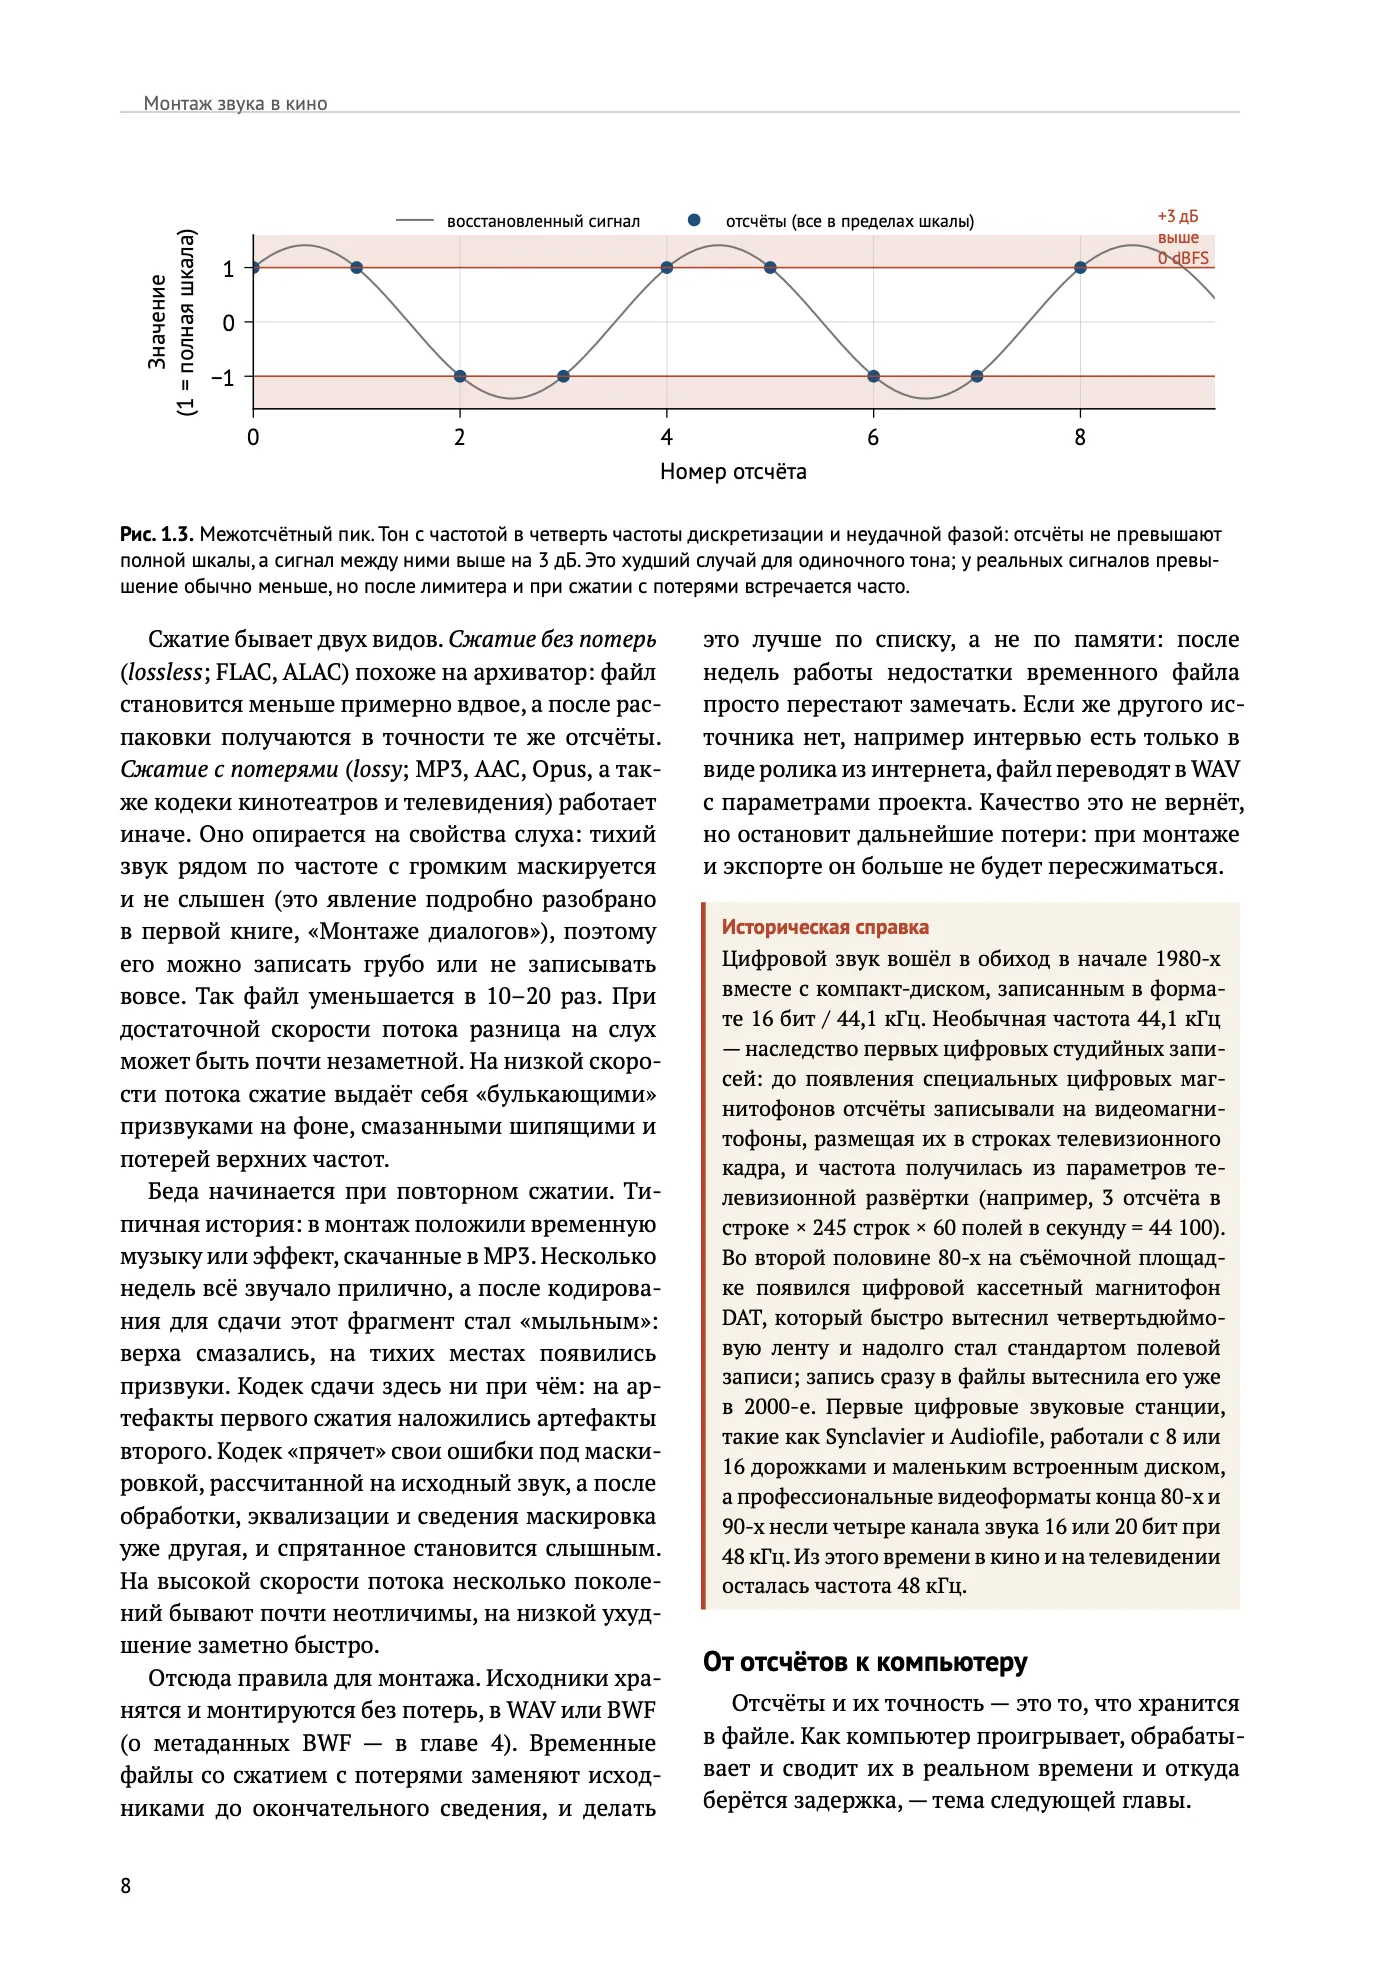 Монтаж звука в кино
восстановленный сигнал
отсчёты (все в пределах шкалы)
+3 дБ
выше
0 dBFS
Значение
(1 = полная шкала)
1
0
−1
0
2
4
6
8
Номер отсчёта
Рис. 1.3. Межотсчётный пик. Тон с частотой в четверть частоты дискретизации и неудачной фазой: отсчёты не превышают
полной шкалы, а сигнал между ними выше на 3 дБ. Это худший случай для одиночного тона; у реальных сигналов превы-
шение обычно меньше, но после лимитера и при сжатии с потерями встречается часто.
Сжатие бывает двух видов. Сжатие без потерь
(lossless; FLAC, ALAC) похоже на архиватор: файл
становится меньше примерно вдвое, а после рас-
паковки получаются в точности те же отсчёты.
Сжатие с потерями (lossy; MP3, AAC, Opus, а так-
же кодеки кинотеатров и телевидения) работает
иначе. Оно опирается на свойства слуха: тихий
звук рядом по частоте с громким маскируется
и не слышен (это явление подробно разобрано
в первой книге, «Монтаже диалогов»), поэтому
его можно записать грубо или не записывать
вовсе. Так файл уменьшается в 10–20 раз. При
достаточной скорости потока разница на слух
может быть почти незаметной. На низкой скоро-
сти потока сжатие выдаёт себя «булькающими»
призвуками на фоне, смазанными шипящими и
потерей верхних частот.
Беда начинается при повторном сжатии. Ти-
пичная история: в монтаж положили временную
музыку или эффект, скачанные в MP3. Несколько
недель всё звучало прилично, а после кодирова-
ния для сдачи этот фрагмент стал «мыльным»:
верха смазались, на тихих местах появились
призвуки. Кодек сдачи здесь ни при чём: на ар-
тефакты первого сжатия наложились артефакты
второго. Кодек «прячет» свои ошибки под маски-
ровкой, рассчитанной на исходный звук, а после
обработки, эквализации и сведения маскировка
уже другая, и спрятанное становится слышным.
На высокой скорости потока несколько поколе-
ний бывают почти неотличимы, на низкой ухуд-
шение заметно быстро.
Отсюда правила для монтажа. Исходники хра-
нятся и монтируются без потерь, в WAV или BWF
(о метаданных BWF — в главе 4). Временные
файлы со сжатием с потерями заменяют исход-
никами до окончательного сведения, и делать
это лучше по списку, а не по памяти: после
недель работы недостатки временного файла
просто перестают замечать. Если же другого ис-
точника нет, например интервью есть только в
виде ролика из интернета, файл переводят в WAV
с параметрами проекта. Качество это не вернёт,
но остановит дальнейшие потери: при монтаже
и экспорте он больше не будет пересжиматься.
Историческая справка
Цифровой звук вошёл в обиход в начале 1980-х
вместе с компакт-диском, записанным в форма-
те 16 бит / 44,1 кГц. Необычная частота 44,1 кГц
— наследство первых цифровых студийных запи-
сей: до появления специальных цифровых маг-
нитофонов отсчёты записывали на видеомагни-
тофоны, размещая их в строках телевизионного
кадра, и частота получилась из параметров те-
левизионной развёртки (например, 3 отсчёта в
строке × 245 строк × 60 полей в секунду = 44 100).
Во второй половине 80-х на съёмочной площад-
ке появился цифровой кассетный магнитофон
DAT, который быстро вытеснил четвертьдюймо-
вую ленту и надолго стал стандартом полевой
записи; запись сразу в файлы вытеснила его уже
в 2000-е. Первые цифровые звуковые станции,
такие как Synclavier и Audiofile, работали с 8 или
16 дорожками и маленьким встроенным диском,
а профессиональные видеоформаты конца 80-х и
90-х несли четыре канала звука 16 или 20 бит при
48 кГц. Из этого времени в кино и на телевидении
осталась частота 48 кГц.
От отсчётов к компьютеру
Отсчёты и их точность — это то, что хранится
в файле. Как компьютер проигрывает, обрабаты-
вает и сводит их в реальном времени и откуда
берётся задержка, — тема следующей главы.
8